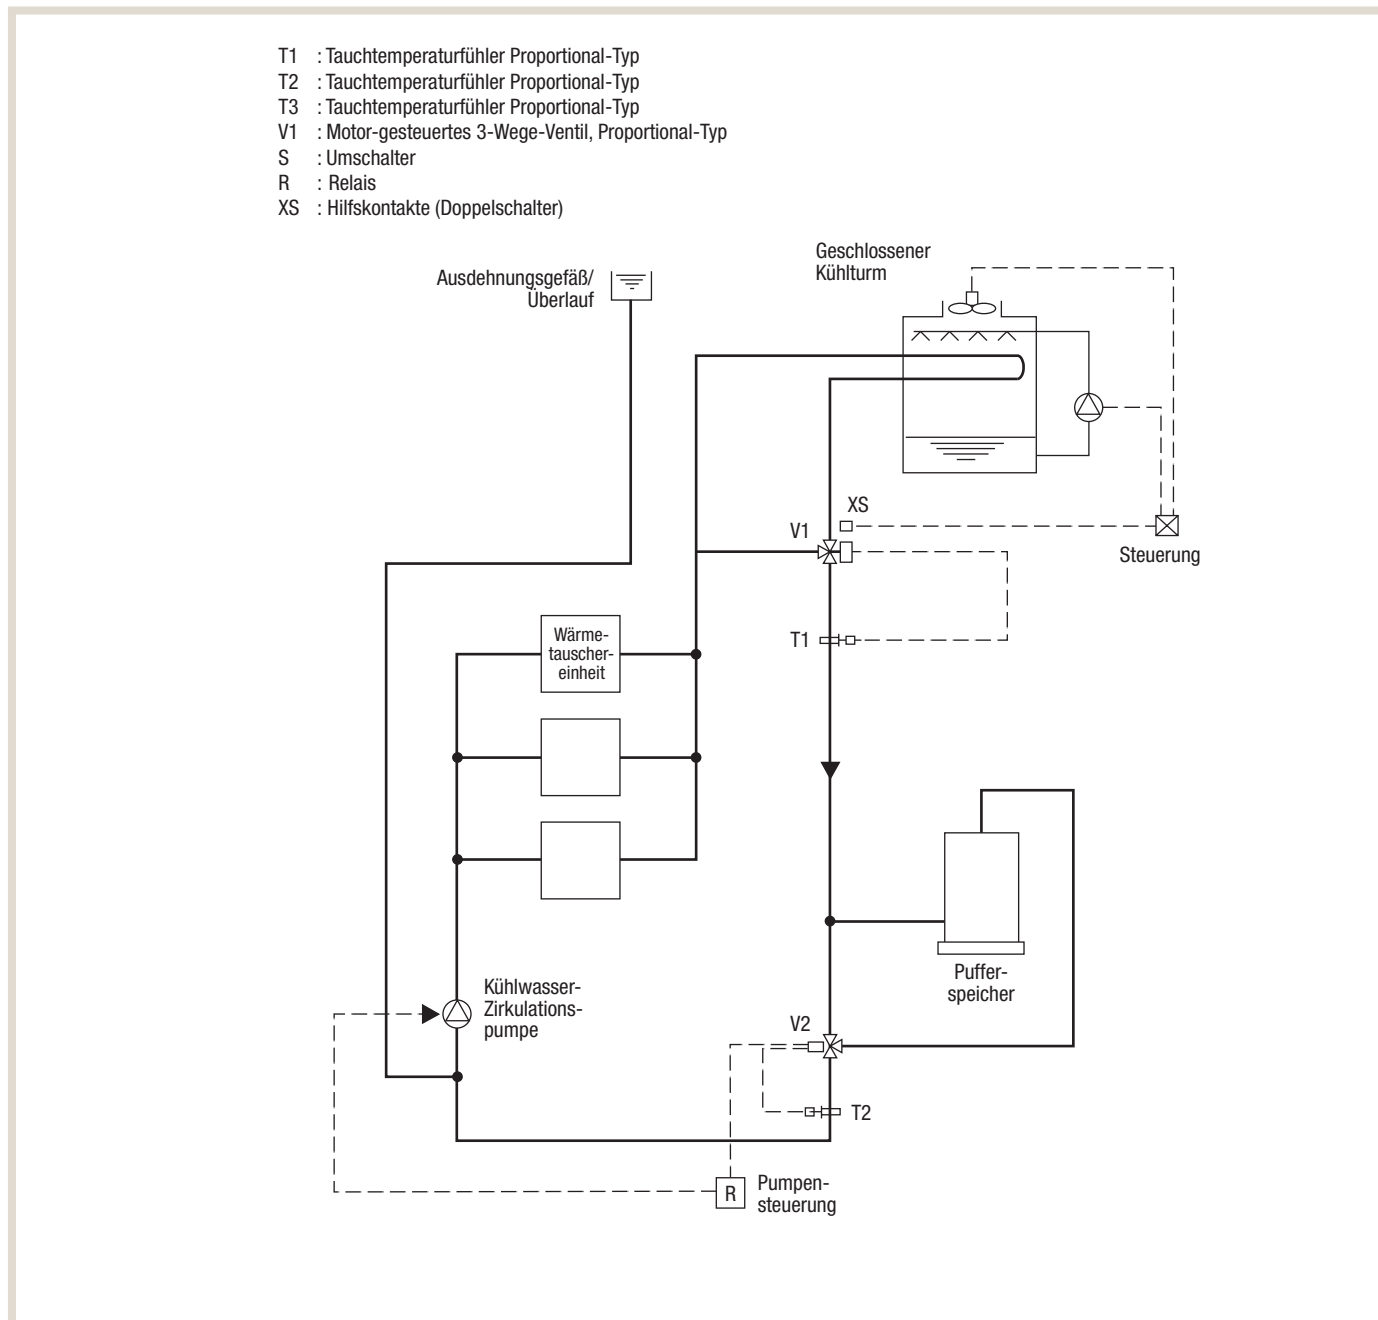 T1 : Tauchtemperaturfühler Proportional-Typ
T2 : Tauchtemperaturfühler Proportional-Typ
T3 : Tauchtemperaturfühler Proportional-Typ
V1 : Motor-gesteuertes 3-Wege-Ventil, Proportional-Typ
S : Umschalter
R : Relais
XS : Hilfskontakte (Doppelschalter)
Geschlossener
Kühlturm
Ausdehnungsgefäß/
Überlauf
XS
V1
Steuerung
T1
Wärme-
tauscher-
einheit
Puffer-
speicher
Kühlwasser-
Zirkulations-
pumpe
V2
T2
R
Pumpen-
steuerung